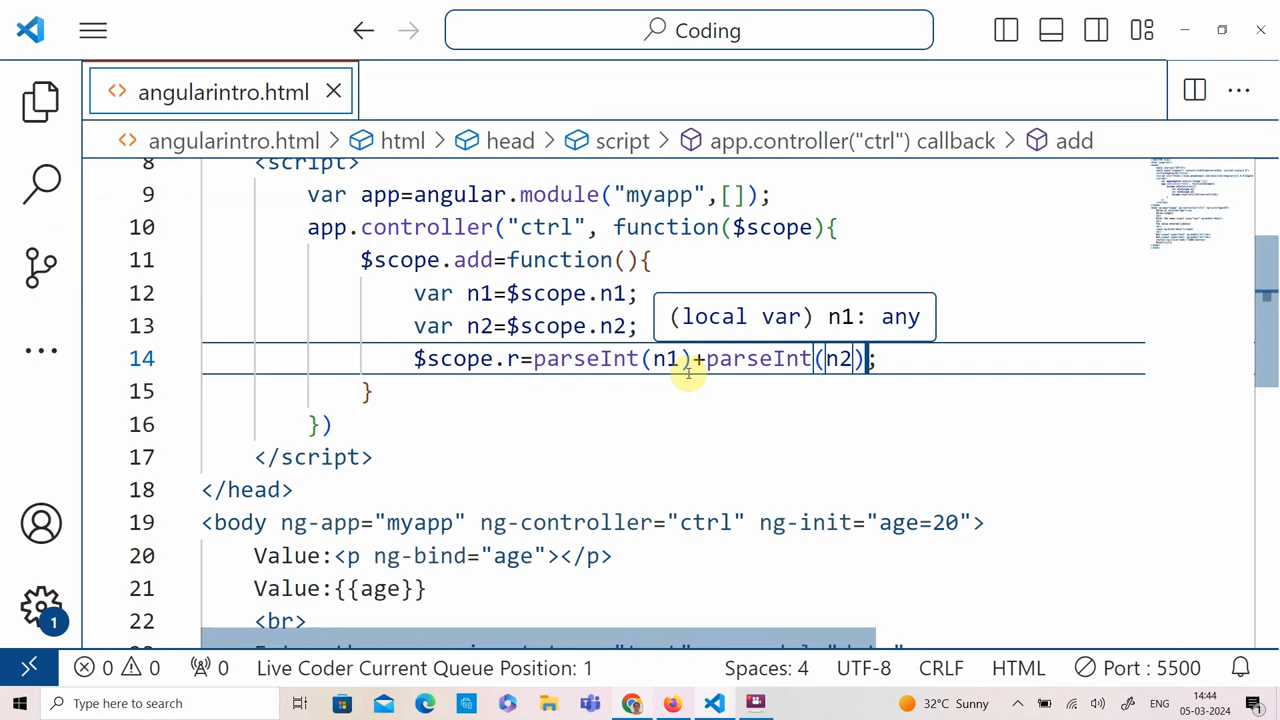 Coding
angularintro.html
angularintro.html > html > head > script > app.controller("ctrl") callback > add
8 <script>
9 var app=angular.module("myapp",[]);
10 app.controller("ctrl", function($scope){
11 $scope.add=function(){
12 var n1=$scope.n1;
13 var n2=$scope.n2;
(local var) n1: any
14 $scope.r=parseInt(n1)+parseInt(n2);
15 }
16 })
17 </script>
18 </head>
19 <body ng-app="myapp" ng-controller="ctrl" ng-init="age=20">
20 Value:<p ng-bind="age"></p>
21 Value:{{age}}
22 <br>
1
0 0 0 Live Coder Current Queue Position: 1 Spaces: 4 UTF-8 CRLF HTML Port : 5500
Type here to search
32°C Sunny
ENG
14:44
05-03-2024
1